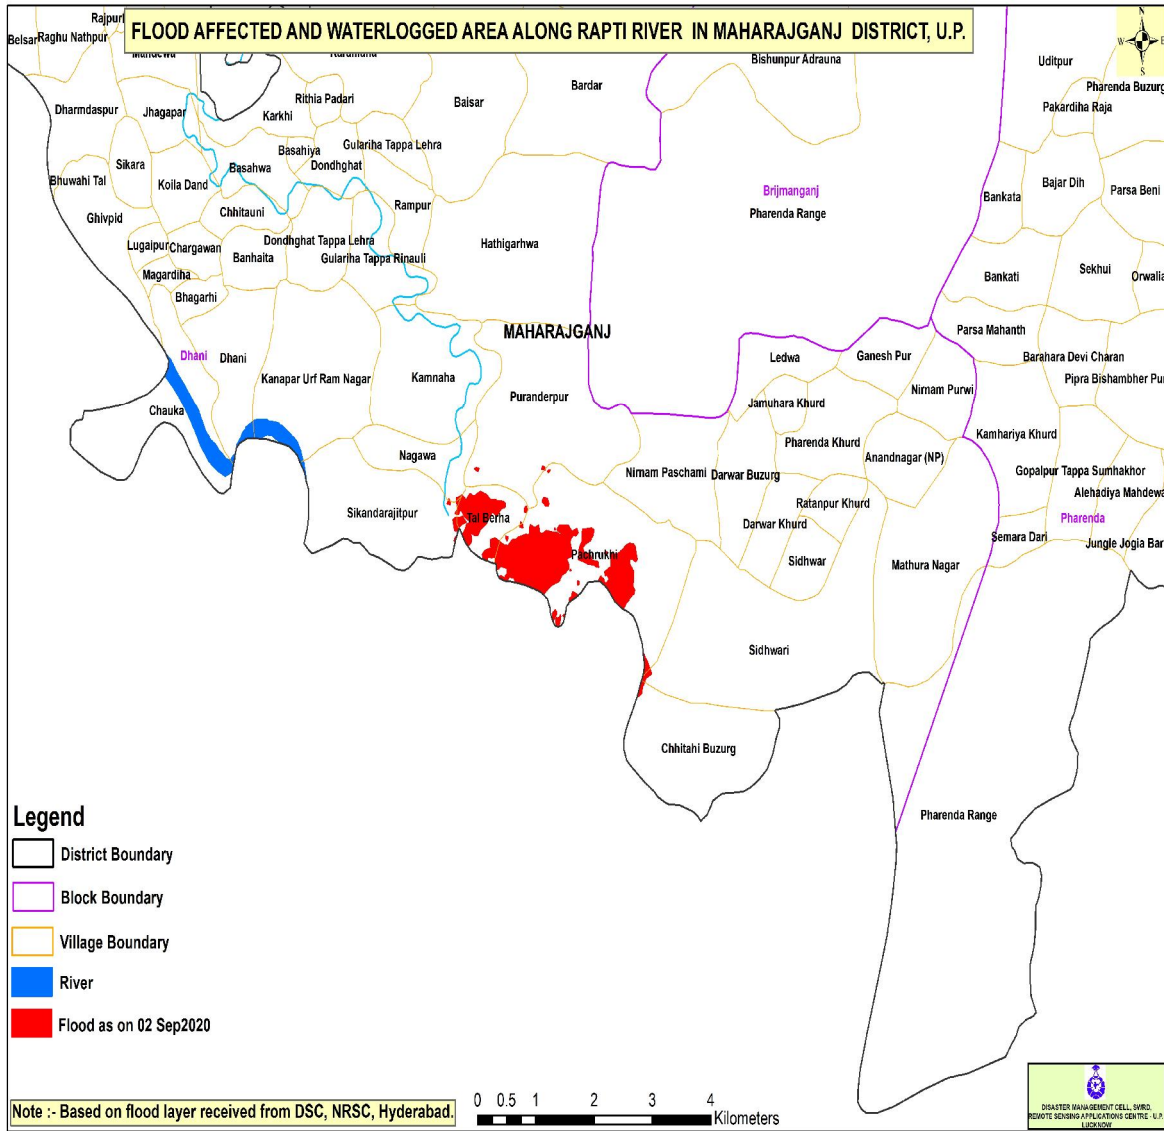 FLOOD AFFECTED AND WATERLOGGED AREA ALONG RAPTI RIVER IN MAHARAJGANJ DISTRICT, U.P.
N
W
E
S
Belsar
Raghu Nathpur
Bishunpur Adrauna
Uditpur
Bardar
Baisar
Pharenda Buzurg
Pakardiha Raja
Dharmdaspur
Jhagapar
Karkhi
Rithia Padari
Basahiya
Gulariha Tappa Lehra
Dondhghat
Sikara
Basahwa
Koila Dand
Bhuwahi Tal
Ghivpid
Chhitauni
Rampur
Brijmanganj
Pharenda Range
Bankata
Bajar Dih
Parsa Beni
Lugaipur
Chargawan
Banhaita
Dondhghat Tappa Lehra
Gulariha Tappa Rinauli
Hathigarhwa
Magardiha
Bhagarhi
Bankati
Sekhui
Orwalia
MAHARAJGANJ
Parsa Mahanth
Dhani
Dhani
Kanapar Urf Ram Nagar
Kamnaha
Ledwa
Ganesh Pur
Barahara Devi Charan
Pipra Bishambher Pur
Chauka
Puranderpur
Jamuhara Khurd
Nirnam Purwi
Nagawa
Nirnam Paschami
Darwar Buzurg
Pharenda Khurd
Anandnagar (NP)
Kamhariya Khurd
Gopalpur Tappa Sumhakhor
Alehadiya Mahdewa
Sikandarajitpur
Tal Berha
Ratanpur Khurd
Darwar Khurd
Pharenda
Semara Dari
Jungle Jogia Bari
Pachrukhi
Sidhwar
Mathura Nagar
Sidhwari
Chhitahi Buzurg
Pharenda Range
Legend
District Boundary
Block Boundary
Village Boundary
River
Flood as on 02 Sep2020
Note :- Based on flood layer received from DSC, NRSC, Hyderabad.
0 0.5 1 2 3 4
Kilometers
DISASTER MANAGEMENT CELL, SWRD,
REMOTE SENSING APPLICATIONS CENTRE - U.P.
LUCKNOW